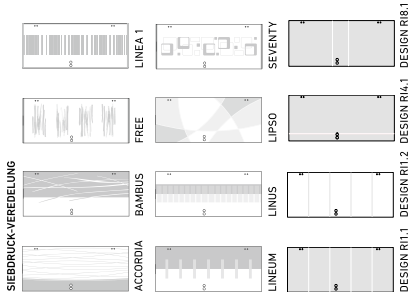 SIEBDRUCK-VEREDELUNG
LINEA 1
SEVENTY
DESIGN RI8.1
FREE
LIPSO
DESIGN RI4.1
BAMBUS
LINUS
DESIGN RI1.2
ACCORDIA
LINEUM
DESIGN RI1.1